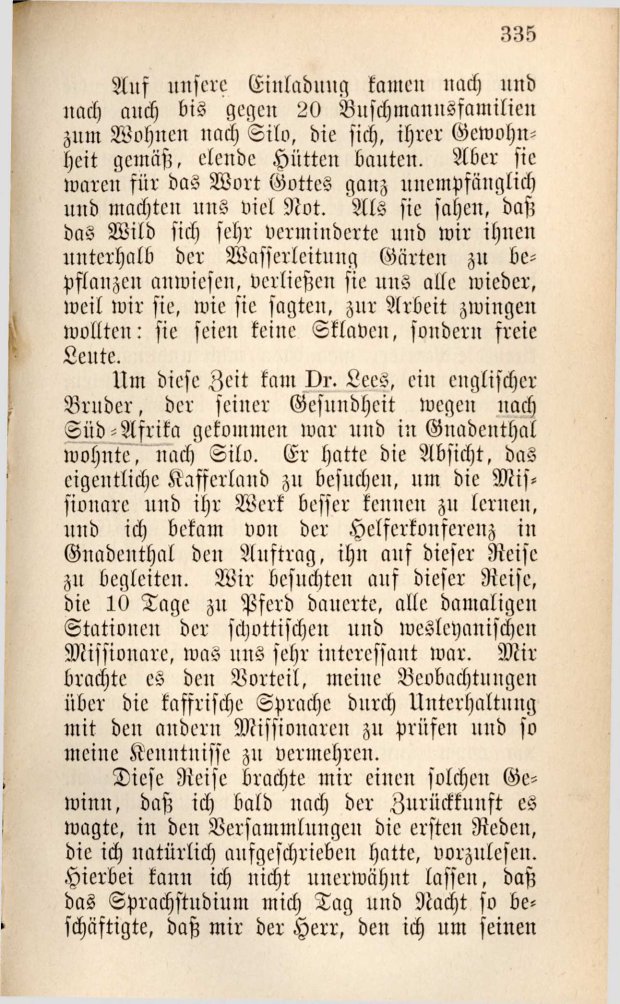 335
Auf unsere Einladung kamen nach und
nach auch bis gegen 20 Buschmannsfamilien
zum Wohnen nach Silo, die sich, ihrer Gewohn-
heit gemäß, elende Hütten bauten. Aber sie
waren für das Wort Gottes ganz unempfänglich
und machten uns viel Not. Als sie sahen, daß
das Wild sich sehr verminderte und wir ihnen
unterhalb der Wasserleitung Gärten zu be-
pflanzen anwiesen, verließen sie uns alle wieder,
weil wir sie, wie sie sagten, zur Arbeit zwingen
wollten: sie seien keine Sklaven, sondern freie
Leute.
Um diese Zeit kam Dr. Lees, ein englischer
Bruder, der seiner Gesundheit wegen nach
Süd-Afrika gekommen war und in Gnadenthal
wohnte, nach Silo. Er hatte die Absicht, das
eigentliche Kafferland zu besuchen, um die Mis-
sionare und ihr Werk besser kennen zu lernen,
und ich bekam von der Helferkonferenz in
Gnadenthal den Auftrag, ihn auf dieser Reise
zu begleiten. Wir besuchten auf dieser Reise,
die 10 Tage zu Pferd dauerte, alle damaligen
Stationen der schottischen und wesleyanischen
Missionare, was uns sehr interessant war. Mir
brachte es den Vorteil, meine Beobachtungen
über die kaffrische Sprache durch Unterhaltung
mit den andern Missionaren zu prüfen und so
meine Kenntnisse zu vermehren.
Diese Reise brachte mir einen solchen Ge-
winn, daß ich bald nach der Zurückkunft es
wagte, in den Versammlungen die ersten Reden,
die ich natürlich aufgeschrieben hatte, vorzulesen.
Hierbei kann ich nicht unerwähnt lassen, daß
das Sprachstudium mich Tag und Nacht so be-
schäftigte, daß mir der Herr, den ich um seinen